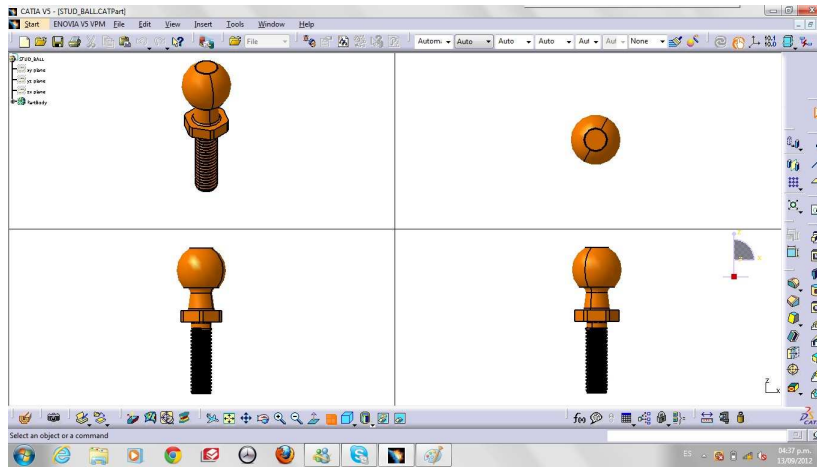 CATIA V5 - [STUD_BALL.CATPart]
Start ENOVIA V5 VPM File Edit View Insert Tools Window Help
File Autom Auto Auto Auto Aut Aut None
STUD_BALL
xy plane
yz plane
zx plane
PartBody
z
x
Z
x
f(x)
CAT
Select an object or a command
ES 04:37 p.m.
13/09/2012